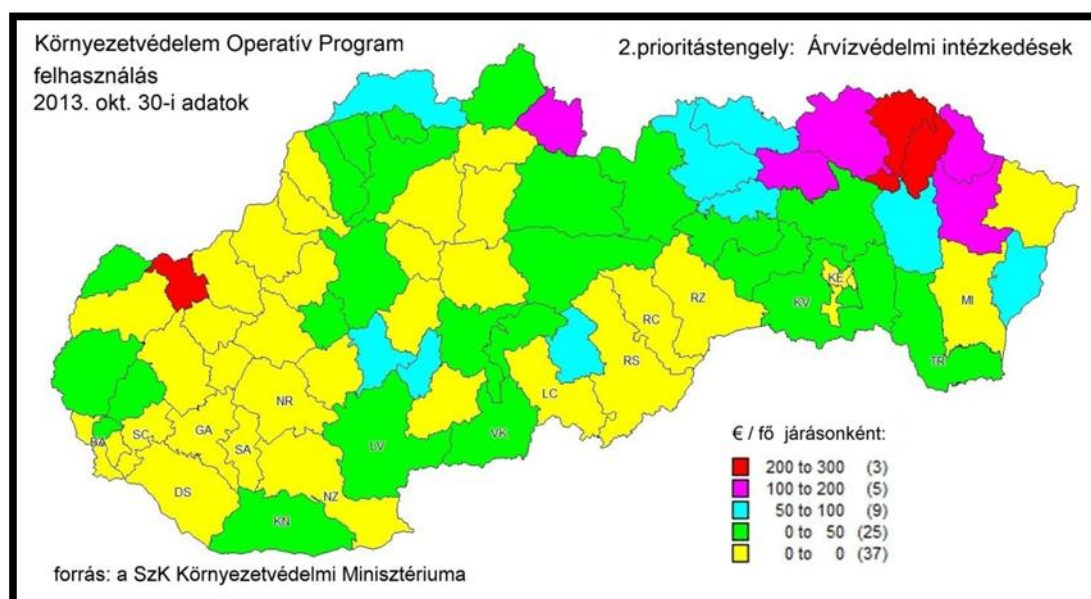 Környezetvédelem Operatív Program
felhasználás
2013. okt. 30-i adatok
2.prioritástengely: Árvízvédelmi intézkedések
KE
RZ
KV
MI
RC
RS
TR
LC
NR
BA
SC
GA
SA
LV
VK
DS
NZ
KN
€ / fő járásonként:
200 to 300 (3)
100 to 200 (5)
50 to 100 (9)
0 to 50 (25)
0 to 0 (37)
forrás: a SzK Környezetvédelmi Minisztériuma